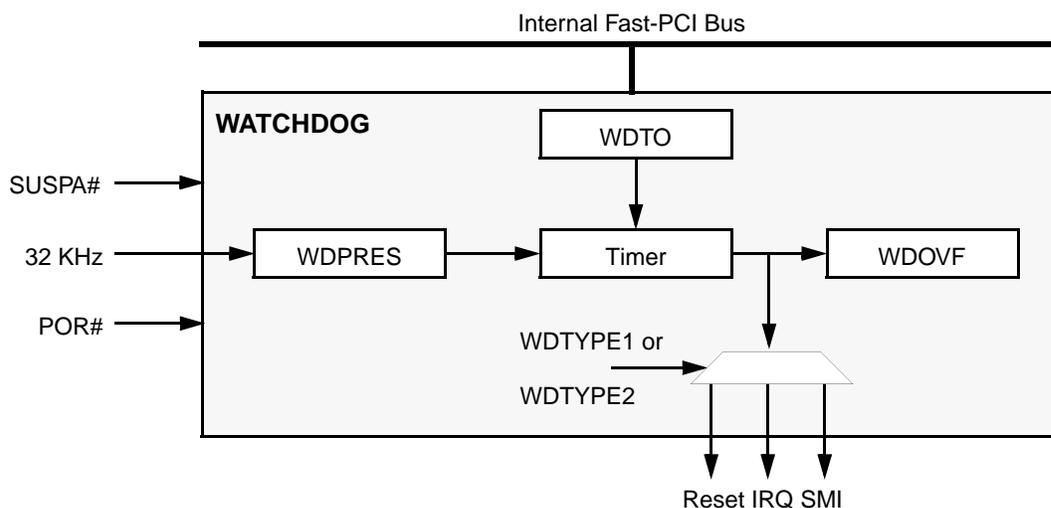 Internal Fast-PCI Bus
WATCHDOG
WDTO
SUSPA#
32 KHz
WDPRES
Timer
WDOVF
POR#
WDTYPE1 or
WDTYPE2
Reset IRQ SMI